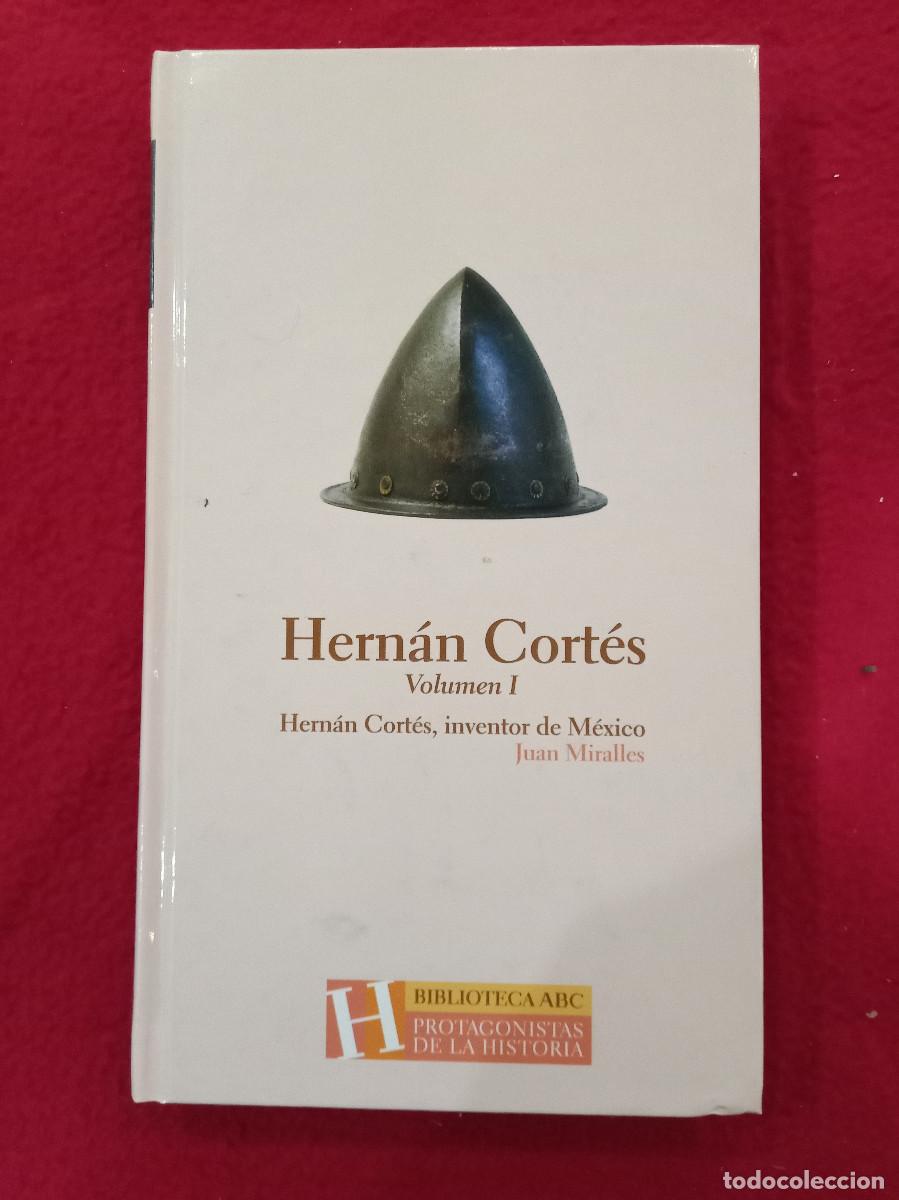 Hernán Cortés
Volumen I
Hernán Cortés, inventor de México
Juan Miralles
H
BIBLIOTECA ABC
PROTAGONISTAS
DE LA HISTORIA
todocoleccion